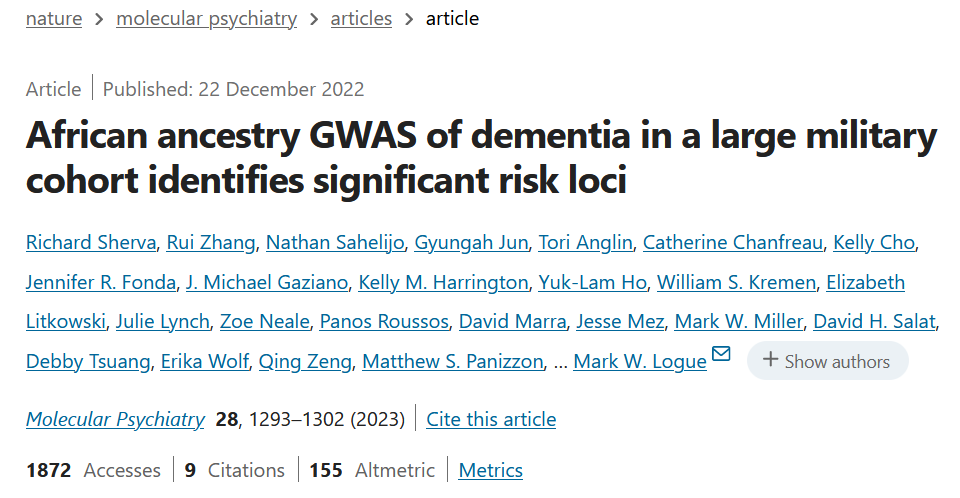 nature > molecular psychiatry > articles > article
Article | Published: 22 December 2022
African ancestry GWAS of dementia in a large military
cohort identifies significant risk loci
Richard Sherva, Rui Zhang, Nathan Sahelijo, Gyungah Jun, Tori Anglin, Catherine Chanfreau, Kelly Cho,
Jennifer R. Fonda, J. Michael Gaziano, Kelly M. Harrington, Yuk-Lam Ho, William S. Kremen, Elizabeth
Litkowski, Julie Lynch, Zoe Neale, Panos Roussos, David Marra, Jesse Mez, Mark W. Miller, David H. Salat,
Debby Tsuang, Erika Wolf, Qing Zeng, Matthew S. Panizzon, … Mark W. Logue + Show authors
Molecular Psychiatry 28, 1293–1302 (2023) | Cite this article
1872 Accesses | 9 Citations | 155 Altmetric | Metrics